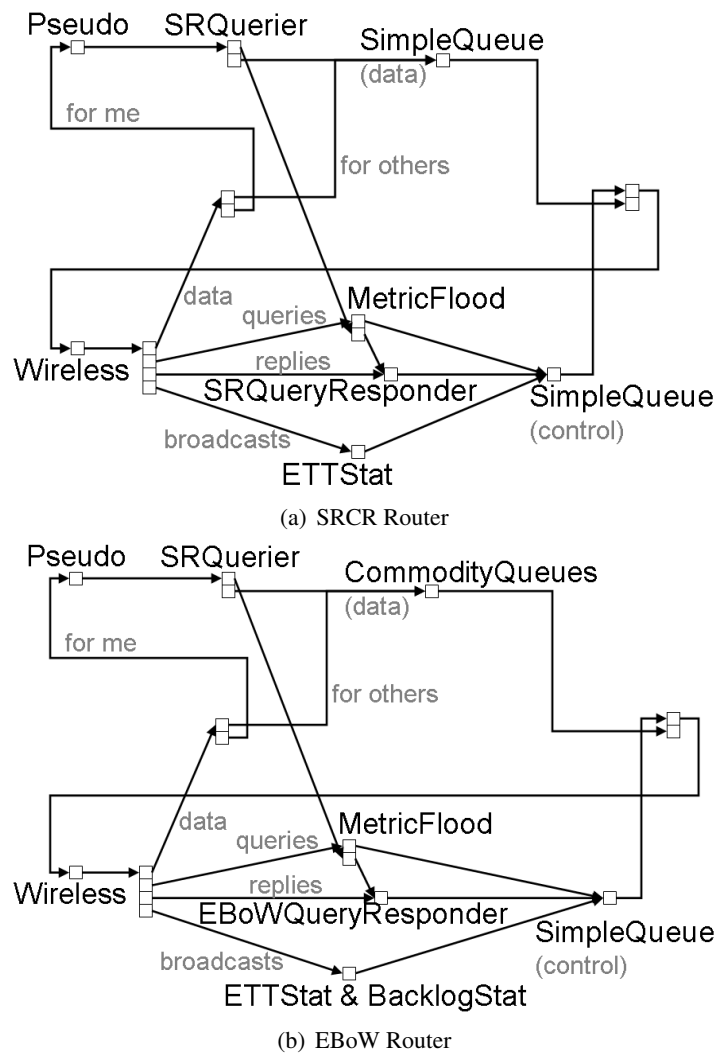 Pseudo SRQuerier SimpleQueue
(data)
for me
for others
data
MetricFlood
queries
replies
Wireless
SRQueryResponder
SimpleQueue
(control)
broadcasts
ETTStat
(a) SRCR Router
Pseudo SRQuerier CommodityQueues
(data)
for me
for others
data
MetricFlood
queries
replies
Wireless
EBoWQueryResponder
SimpleQueue
(control)
broadcasts
ETTStat & BacklogStat
(b) EBoW Router